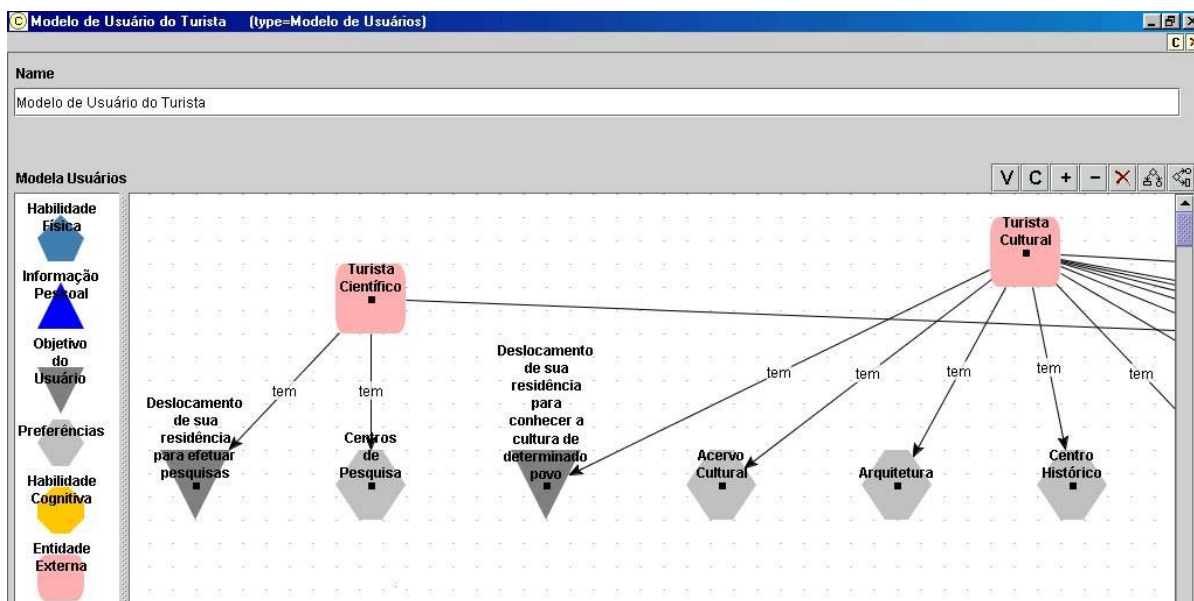 Modelo de Usuário do Turista (type=Modelo de Usuários)
C
Name
Modelo de Usuário do Turista
Modela Usuários
V C + −
Habilidade
Física
Informação
Pessoal
Objetivo
do
Usuário
Preferências
Habilidade
Cognitiva
Entidade
Externa
Turista
Científico
Turista
Cultural
tem
tem
tem
tem
tem
tem
tem
Deslocamento
de sua
residência
para efetuar
pesquisas
Centros
de
Pesquisa
Deslocamento
de sua
residência
para
conhecer a
cultura de
determinado
povo
Acervo
Cultural
Arquitetura
Centro
Histórico